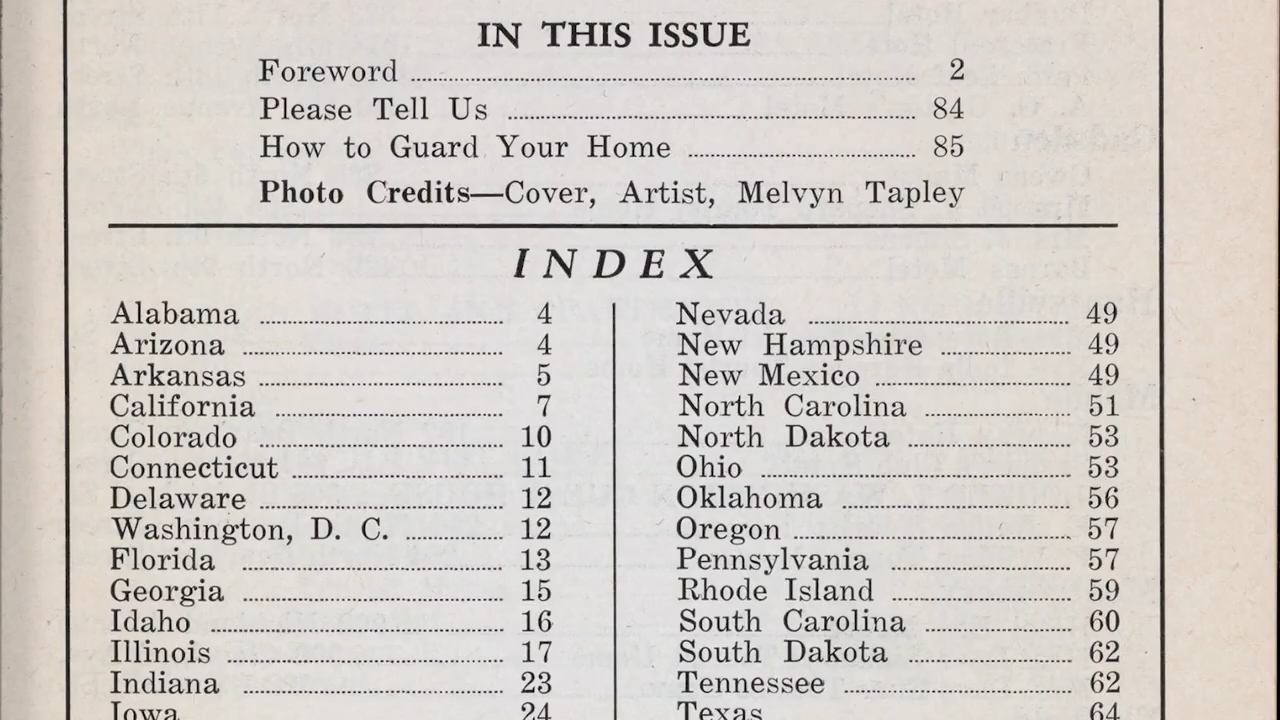 IN THIS ISSUE
Foreword 2
Please Tell Us 84
How to Guard Your Home 85
Photo Credits—Cover, Artist, Melvyn Tapley
INDEX
Alabama 4
Arizona 4
Arkansas 5
California 7
Colorado 10
Connecticut 11
Delaware 12
Washington, D. C. 12
Florida 13
Georgia 15
Idaho 16
Illinois 17
Indiana 23
Iowa 24
Nevada 49
New Hampshire 49
New Mexico 49
North Carolina 51
North Dakota 53
Ohio 53
Oklahoma 56
Oregon 57
Pennsylvania 57
Rhode Island 59
South Carolina 60
South Dakota 62
Tennessee 62
Texas 64